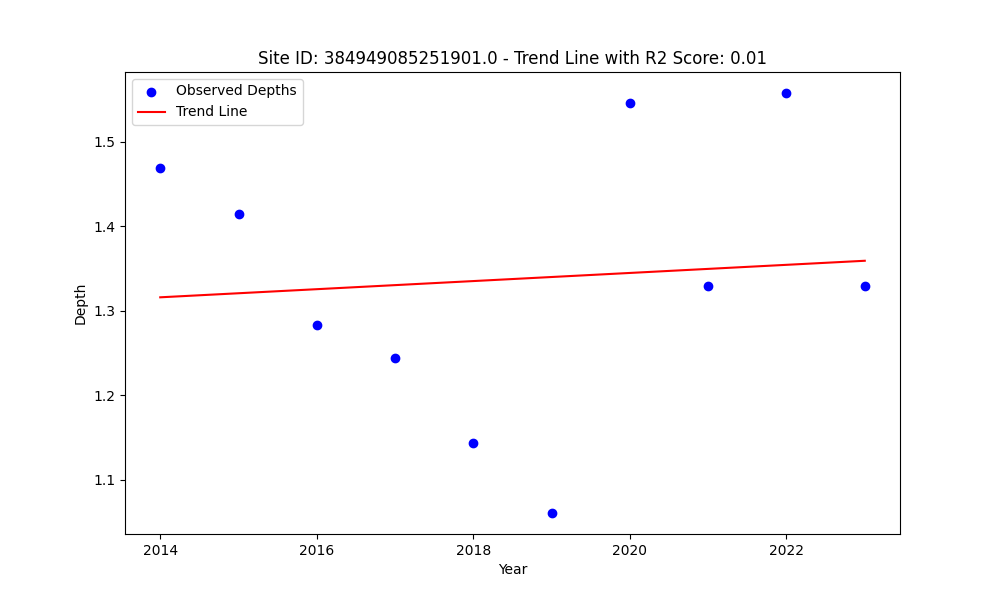 Site ID: 384949085251901.0 - Trend Line with R2 Score: 0.01
Observed Depths
Trend Line
Depth
1.5
1.4
1.3
1.2
1.1
2014 2016 2018 2020 2022
Year